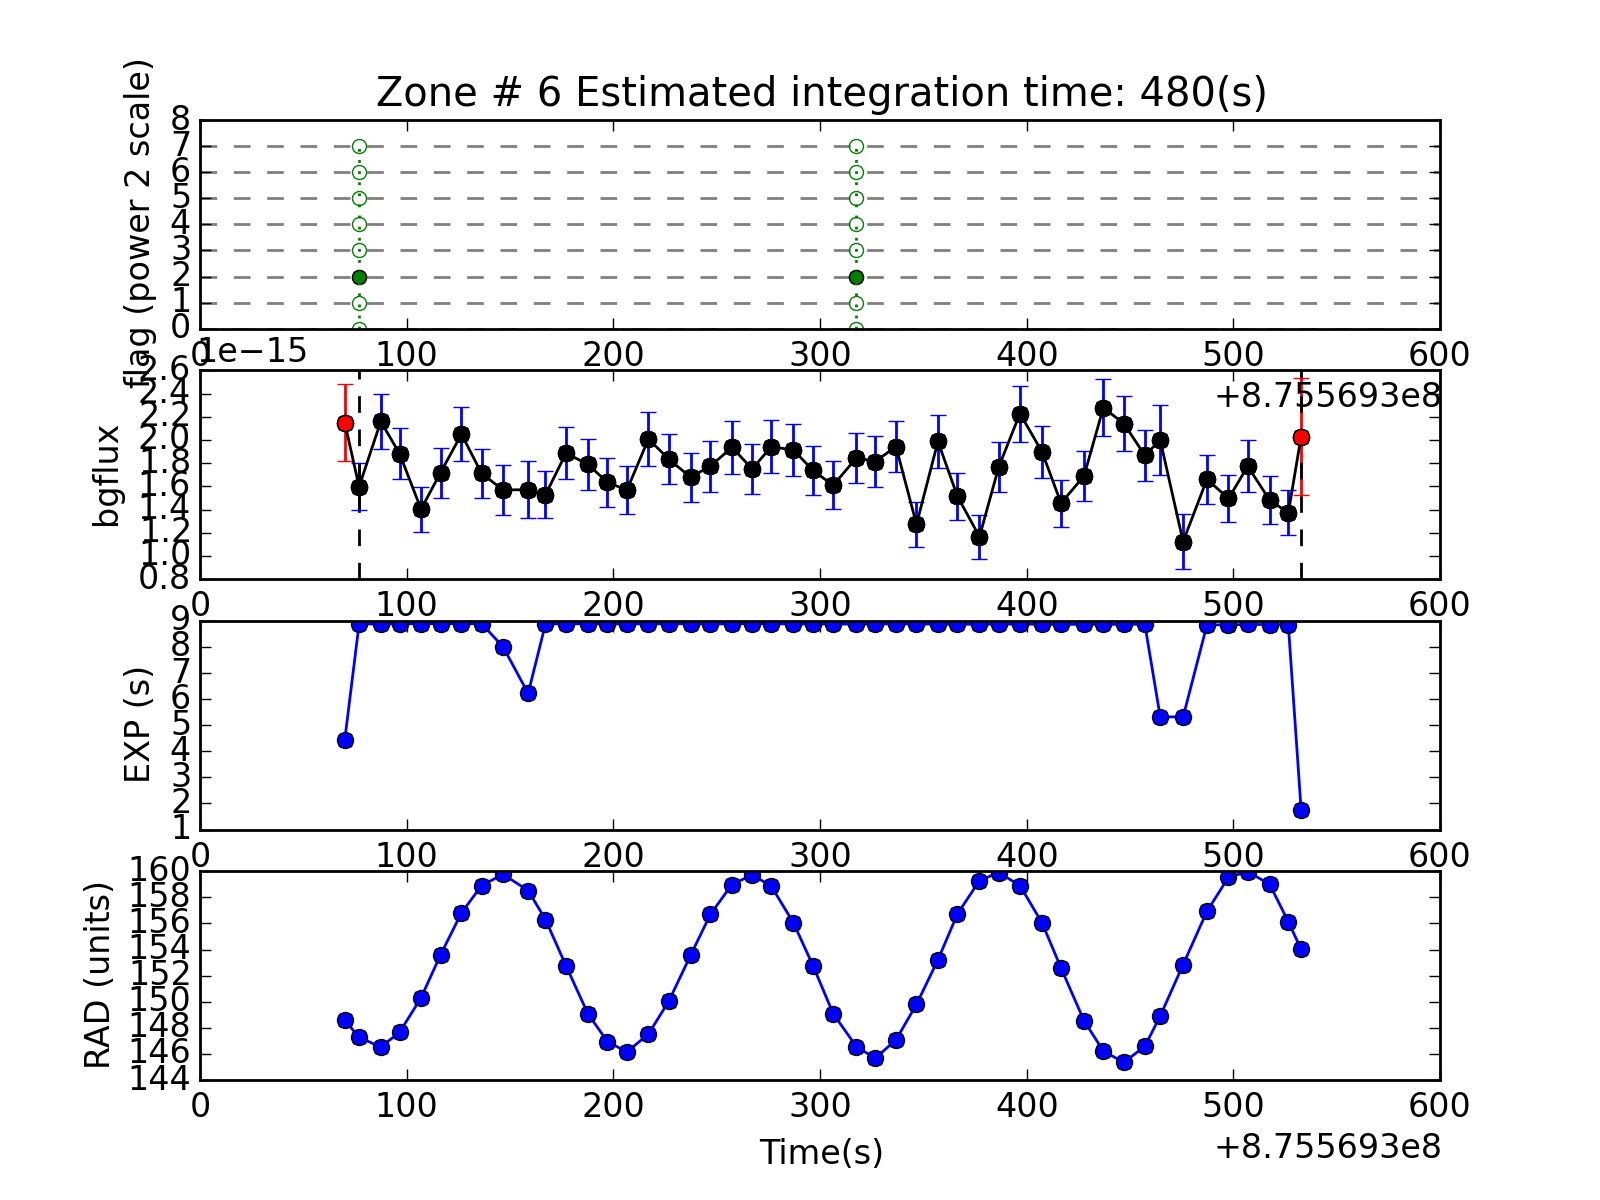 Zone # 6 Estimated integration time: 480(s)
flag (power 2 scale)
8
7
6
5
4
3
2
1
0
0 100 200 300 400 500 600
1e−15
+8.755693e8
bgflux
2.6
2.4
2.2
2.0
1.8
1.6
1.4
1.2
1.0
0.8
0 100 200 300 400 500 600
EXP (s)
9
8
7
6
5
4
3
2
1
0 100 200 300 400 500 600
RAD (units)
160
158
156
154
152
150
148
146
144
0 100 200 300 400 500 600
Time(s)
+8.755693e8